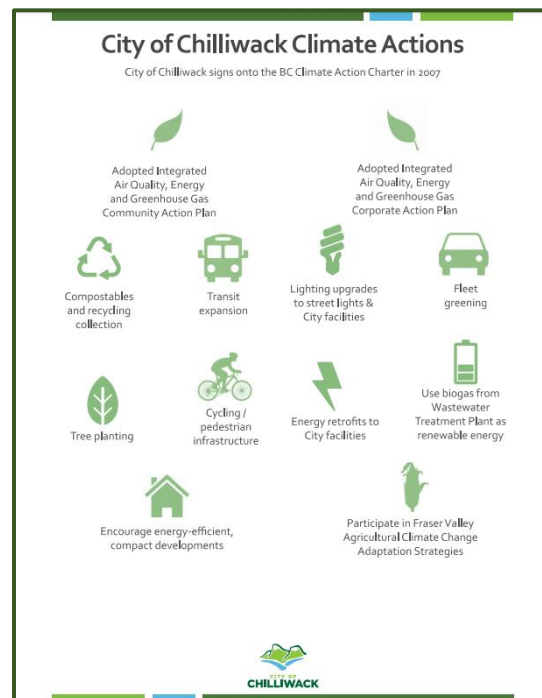 City of Chilliwack Climate Actions
City of Chilliwack signs onto the BC Climate Action Charter in 2007
Adopted Integrated
Air Quality, Energy
and Greenhouse Gas
Community Action Plan
Adopted Integrated
Air Quality, Energy
and Greenhouse Gas
Corporate Action Plan
Compostables
and recycling
collection
Transit
expansion
Lighting upgrades
to street lights &
City facilities
Fleet
greening
Tree planting
Cycling /
pedestrian
infrastructure
Energy retrofits to
City facilities
Use biogas from
Wastewater
Treatment Plant as
renewable energy
Encourage energy-efficient,
compact developments
Participate in Fraser Valley
Agricultural Climate Change
Adaptation Strategies
CITY OF
CHILLIWACK